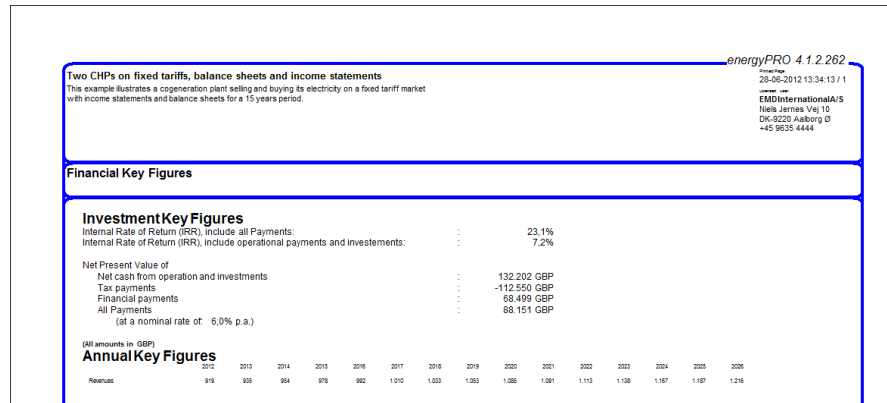 energyPRO 4.1.2.262
Two CHPs on fixed tariffs, balance sheets and income statements
Printed/Page
28-06-2012 13:34:13 / 1
This example illustrates a cogeneration plant selling and buying its electricity on a fixed tariff market
with income statements and balance sheets for a 15 years period.
Licensed user:
EMDInternationalA/S
Niels Jernes Vej 10
DK-9220 Aalborg Ø
+45 9635 4444
Financial Key Figures
Investment Key Figures
Internal Rate of Return (IRR), include all Payments: : 23,1%
Internal Rate of Return (IRR), include operational payments and investements: : 7,2%
Net Present Value of
Net cash from operation and investments : 132.202 GBP
Tax payments : -112.550 GBP
Financial payments : 68.499 GBP
All Payments : 88.151 GBP
(at a nominal rate of: 6,0% p.a.)
(All amounts in GBP)
Annual Key Figures
2012 2013 2014 2015 2016 2017 2018 2019 2020 2021 2022 2023 2024 2025 2026
Revenues 919 935 954 978 992 1.010 1.033 1.053 1.085 1.091 1.113 1.138 1.167 1.187 1.216